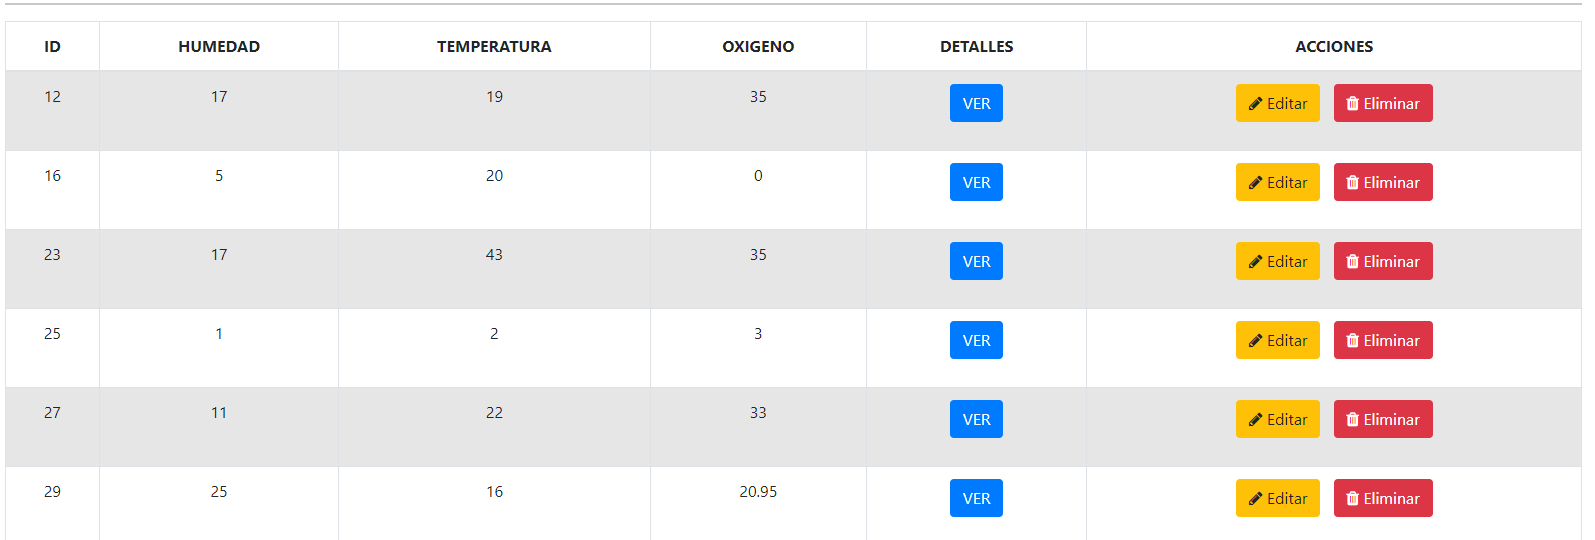 ID HUMEDAD TEMPERATURA OXIGENO DETALLES ACCIONES
12 17 19 35 VER Editar Eliminar
16 5 20 0 VER Editar Eliminar
23 17 43 35 VER Editar Eliminar
25 1 2 3 VER Editar Eliminar
27 11 22 33 VER Editar Eliminar
29 25 16 20.95 VER Editar Eliminar